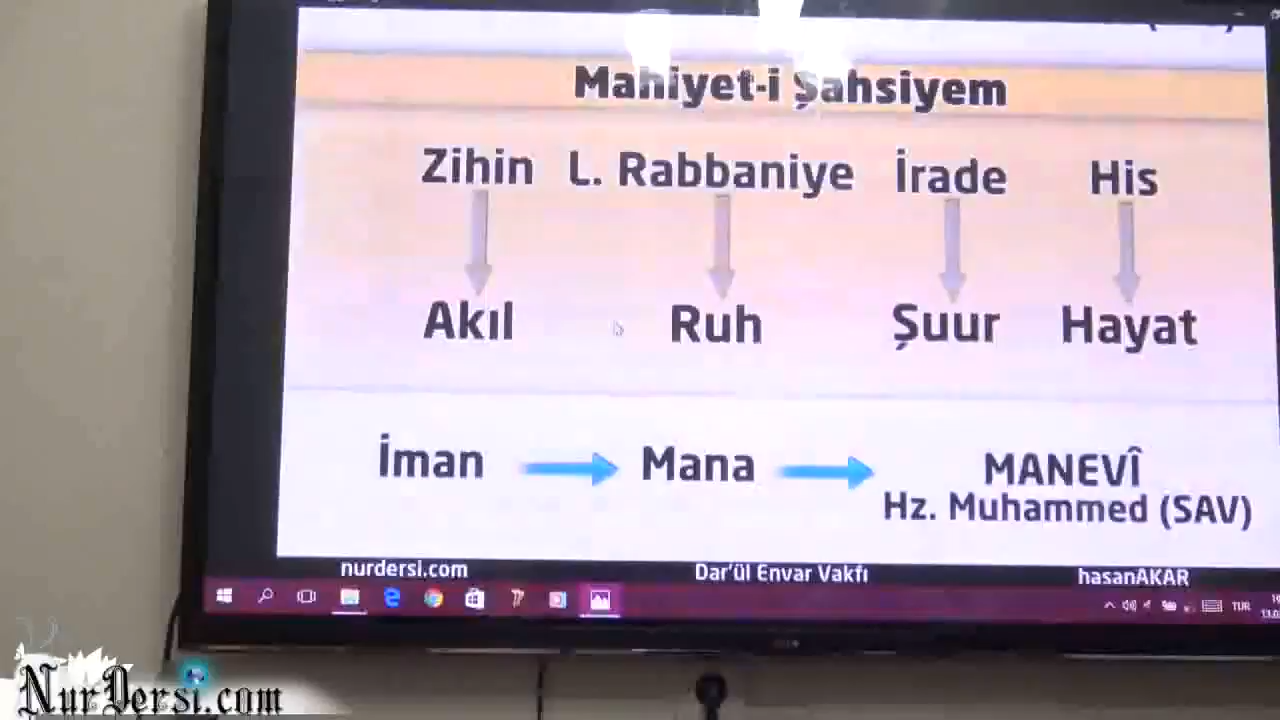 Mahiyet-i Şahsiyem
Zihin L. Rabbaniye İrade His
Akıl Ruh Şuur Hayat
İman Mana MANEVÎ
Hz. Muhammed (SAV)
nurdersi.com Dar'ül Envar Vakfı hasanAKAR
TUR
NurDersi.com